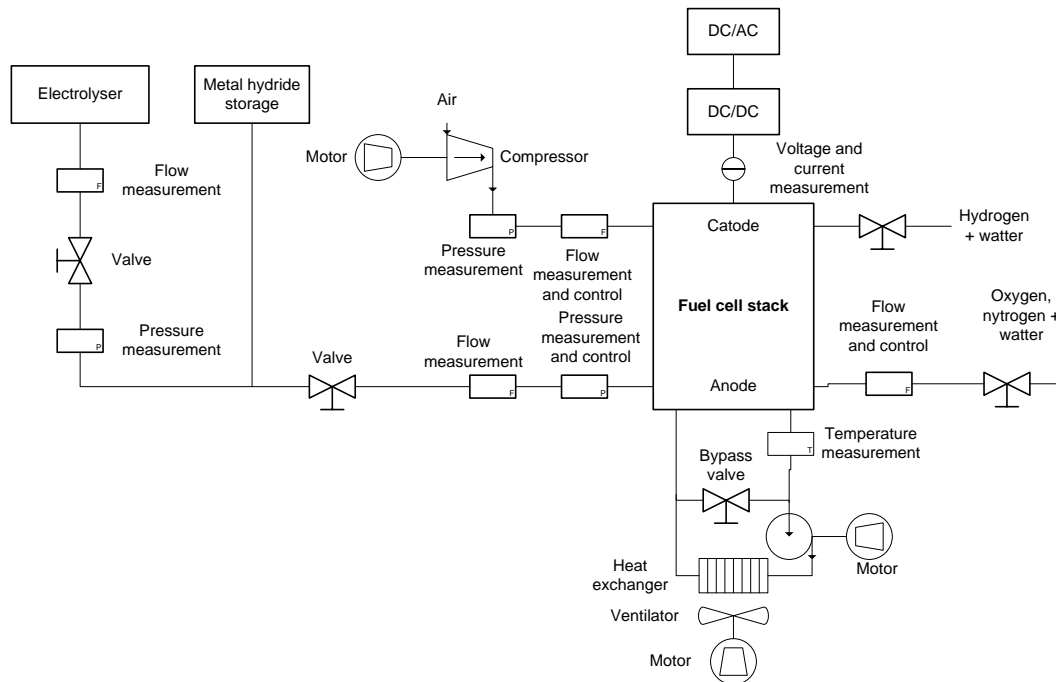 DC/AC
DC/DC
Electrolyser
Metal hydride
storage
Air
Motor
Compressor
Voltage and
current
measurement
Flow
measurement
F
Catode
Hydrogen
+ watter
P
F
Pressure
measurement
Flow
measurement
and control
Valve
Fuel cell stack
Pressure
measurement
P
Valve
Flow
measurement
F
Pressure
measurement
and control
P
Anode
Flow
measurement
and control
F
Oxygen,
nytrogen +
watter
Temperature
measurement
T
Bypass
valve
Motor
Heat
exchanger
Ventilator
Motor